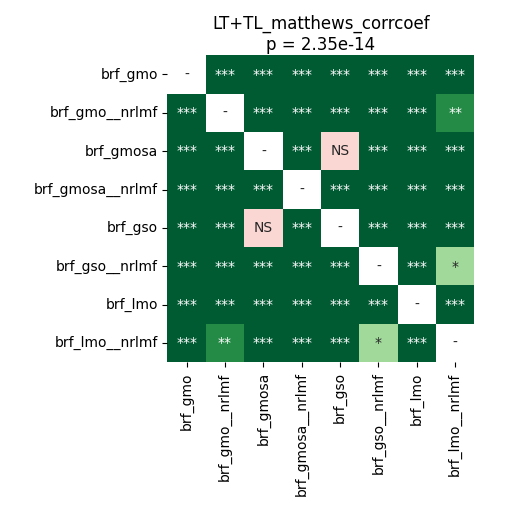 LT+TL_matthews_corrcoef
p = 2.35e-14
brf_gmo - *** *** *** *** *** *** ***
brf_gmo__nrlmf *** - *** *** *** *** *** **
brf_gmosa *** *** - *** NS *** *** ***
brf_gmosa__nrlmf *** *** *** - *** *** *** ***
brf_gso *** *** NS *** - *** *** ***
brf_gso__nrlmf *** *** *** *** *** - *** *
brf_lmo *** *** *** *** *** *** - ***
brf_lmo__nrlmf *** ** *** *** *** * *** -
brf_gmo
brf_gmo__nrlmf
brf_gmosa
brf_gmosa__nrlmf
brf_gso
brf_gso__nrlmf
brf_lmo
brf_lmo__nrlmf